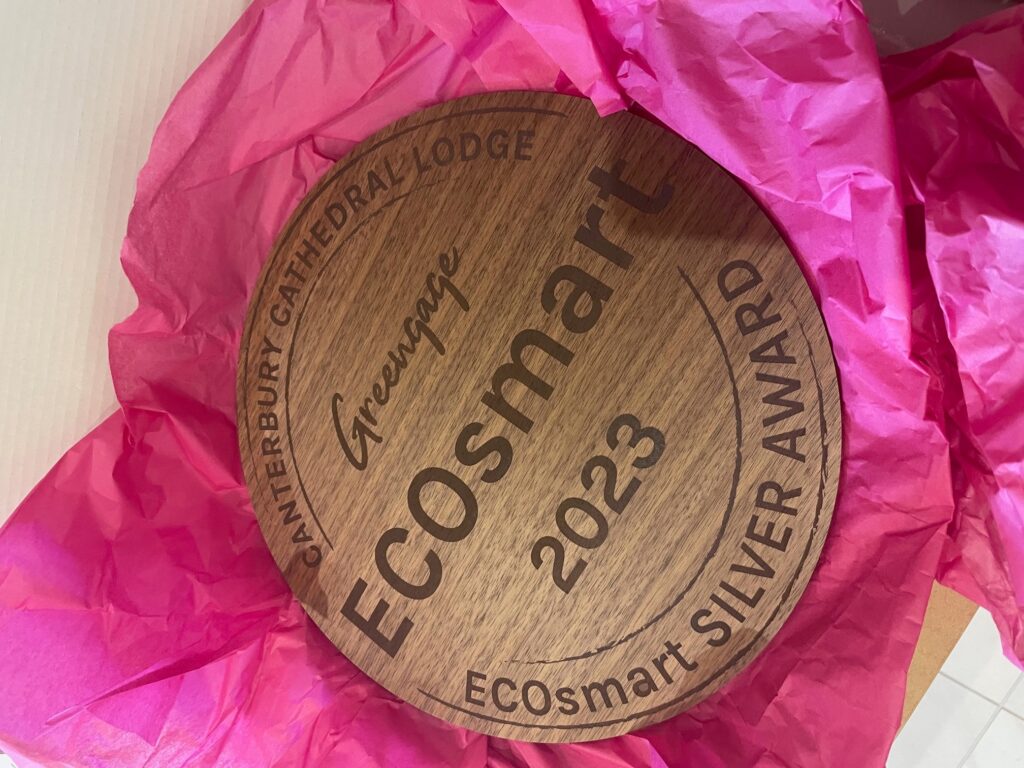 CANTERBURY CATHEDRAL LODGE
Greengage
ECOsmart
2023
ECOsmart SILVER AWARD